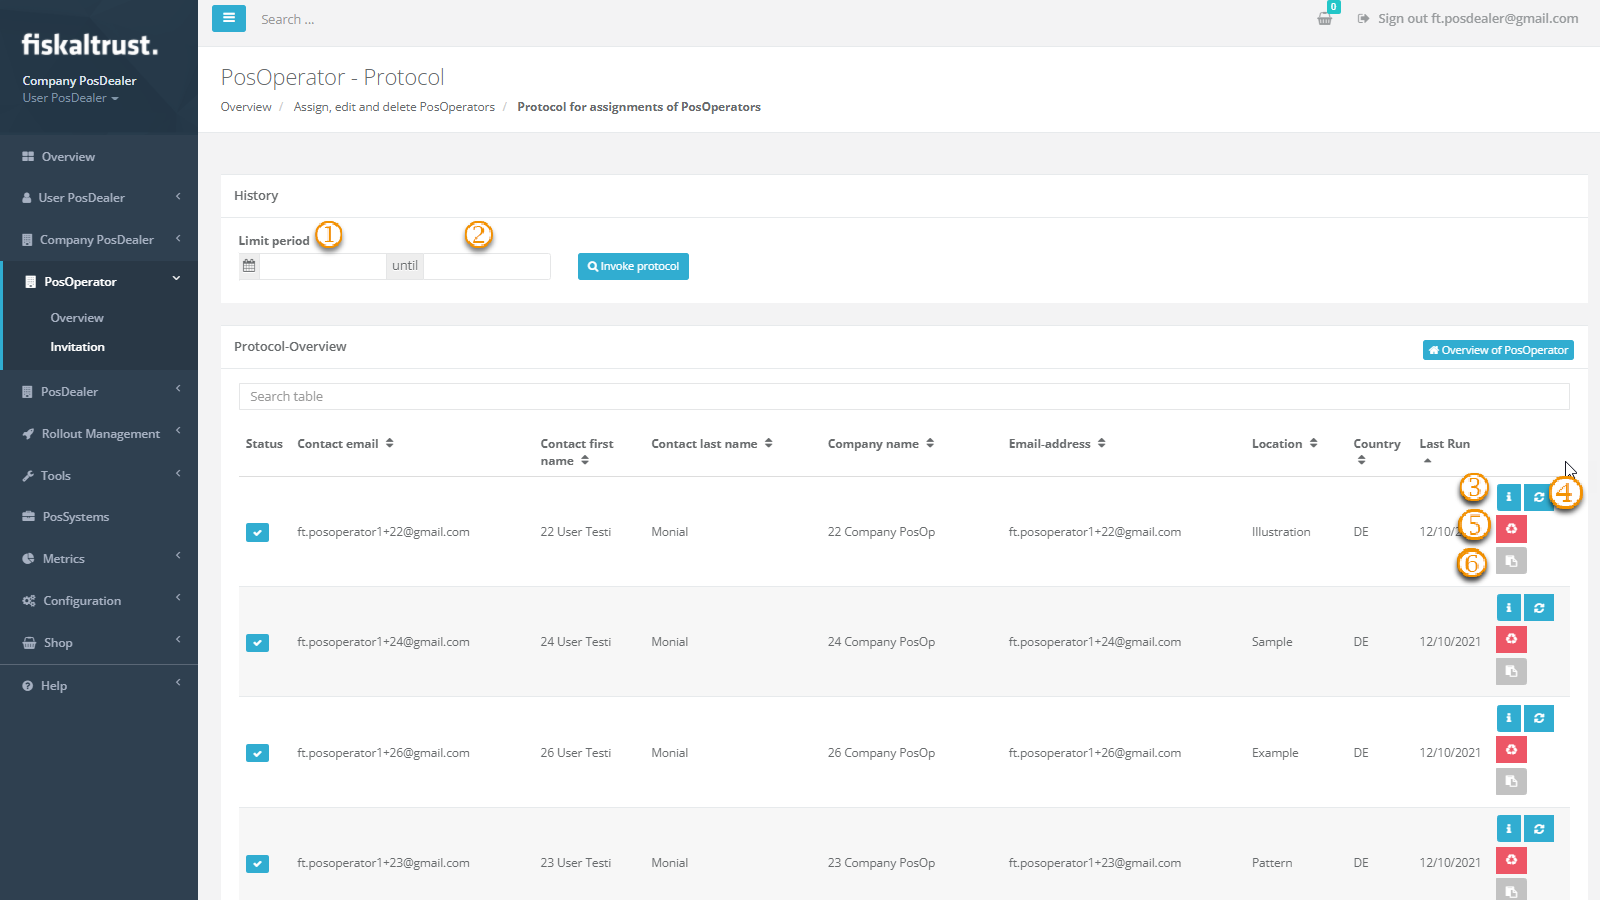 fiskaltrust.
Company PosDealer
User PosDealer
Overview
User PosDealer
Company PosDealer
PosOperator
Overview
Invitation
PosDealer
Rollout Management
Tools
PosSystems
Metrics
Configuration
Shop
Help
Search ...
0
Sign out ft.posdealer@gmail.com
PosOperator - Protocol
Overview / Assign, edit and delete PosOperators / Protocol for assignments of PosOperators
History
Limit period 1 2
until
Invoke protocol
Protocol-Overview
Overview of PosOperator
Search table
Status Contact email Contact first name Contact last name Company name Email-address Location Country Last Run
3 4
ft.posoperator1+22@gmail.com 22 User Testi Monial 22 Company PosOp ft.posoperator1+22@gmail.com Illustration DE 12/10/2
5
6
ft.posoperator1+24@gmail.com 24 User Testi Monial 24 Company PosOp ft.posoperator1+24@gmail.com Sample DE 12/10/2021
ft.posoperator1+26@gmail.com 26 User Testi Monial 26 Company PosOp ft.posoperator1+26@gmail.com Example DE 12/10/2021
ft.posoperator1+23@gmail.com 23 User Testi Monial 23 Company PosOp ft.posoperator1+23@gmail.com Pattern DE 12/10/2021